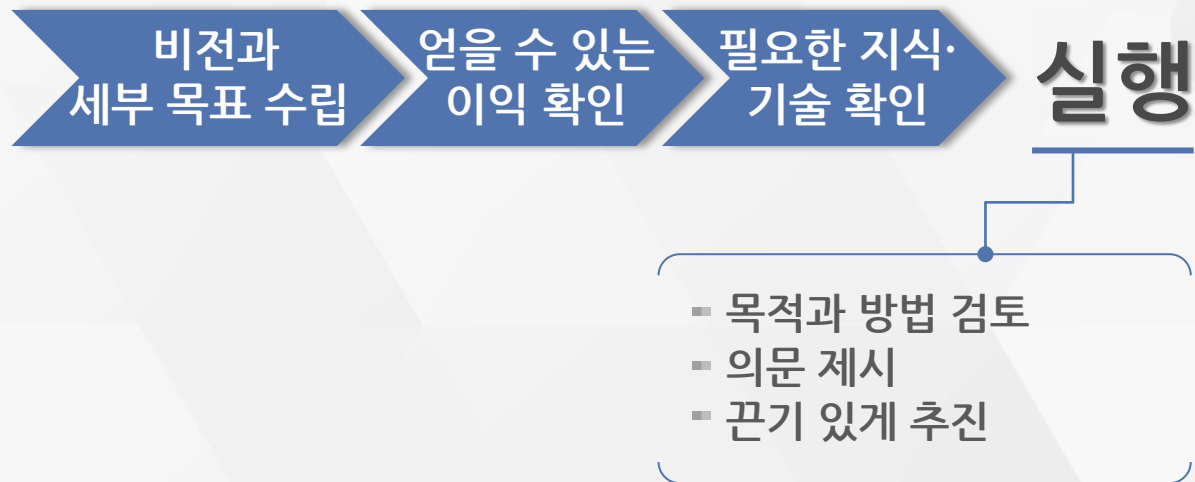 비전과
세부 목표 수립
얻을 수 있는
이익 확인
필요한 지식·
기술 확인
실행
목적과 방법 검토
의문 제시
끈기 있게 추진